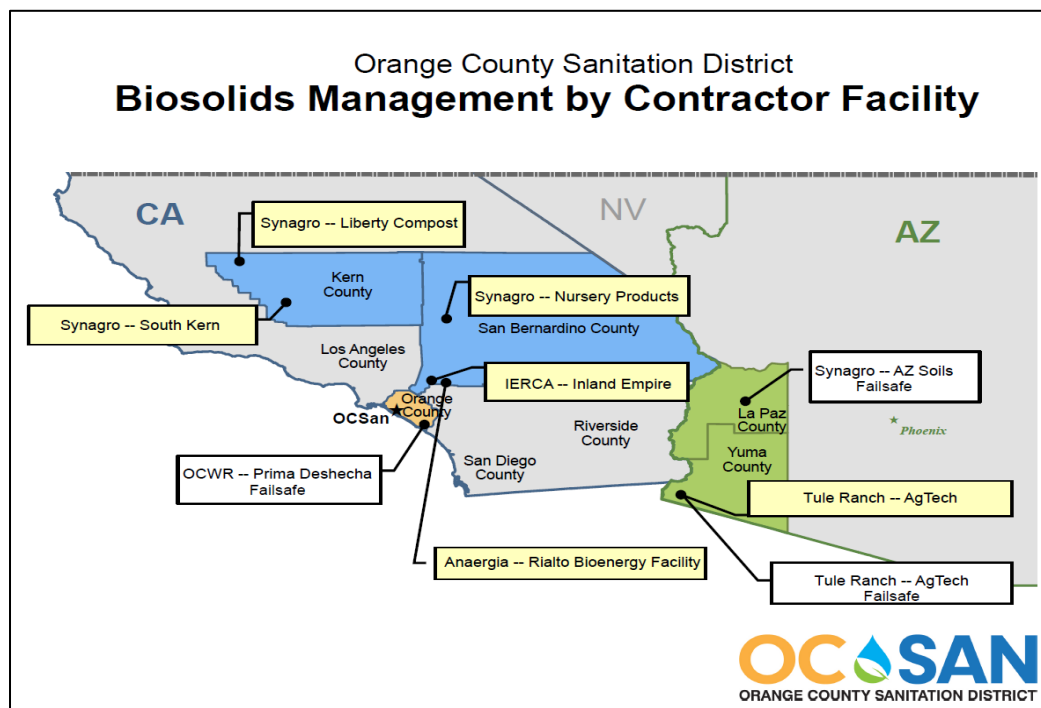 Orange County Sanitation District
Biosolids Management by Contractor Facility
CA
NV
AZ
Synagro -- Liberty Compost
Kern
County
Synagro -- Nursery Products
Synagro -- South Kern
San Bernardino County
Los Angeles
County
IERCA -- Inland Empire
Synagro -- AZ Soils
Failsafe
Orange
County
OCSan
La Paz
County
Phoenix
Riverside
County
Yuma
County
OCWR -- Prima Deshecha
Failsafe
San Diego
County
Tule Ranch -- AgTech
Anaergia -- Rialto Bioenergy Facility
Tule Ranch -- AgTech
Failsafe
OC SAN
ORANGE COUNTY SANITATION DISTRICT